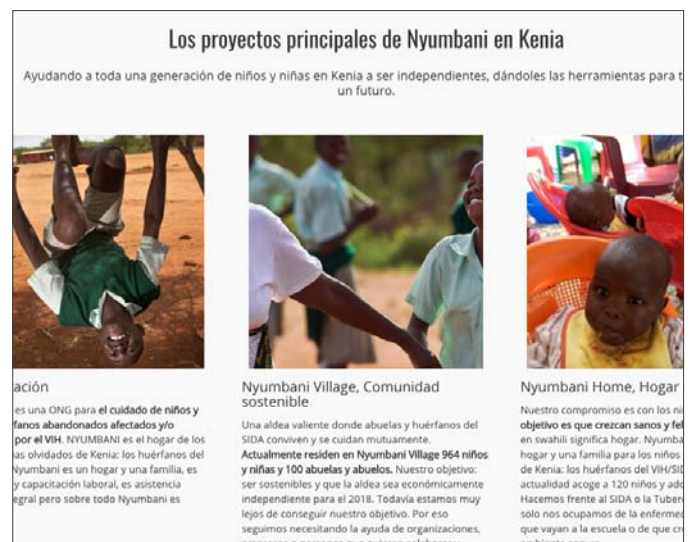 Los proyectos principales de Nyumbani en Kenia
Ayudando a toda una generación de niños y niñas en Kenia a ser independientes, dándoles las herramientas para t
un futuro.
ación
es una ONG para el cuidado de niños y
fanos abandonados afectados y/o
por el VIH. NYUMBANI es el hogar de los
as olvidados de Kenia: los huérfanos del
Nyumbani es un hogar y una familia, es
y capacitación laboral, es asistencia
egral pero sobre todo Nyumbani es
Nyumbani Village, Comunidad
sostenible
Una aldea valiente donde abuelas y huérfanos del
SIDA conviven y se cuidan mutuamente.
Actualmente residen en Nyumbani Village 964 niños
y niñas y 100 abuelas y abuelos. Nuestro objetivo:
ser sostenibles y que la aldea sea económicamente
independiente para el 2018. Todavía estamos muy
lejos de conseguir nuestro objetivo. Por eso
seguimos necesitando la ayuda de organizaciones,
Nyumbani Home, Hogar
Nuestro compromiso es con los ni
objetivo es que crezcan sanos y fel
en swahili significa hogar. Nyumba
hogar y una familia para los niños
de Kenia: los huérfanos del VIH/SID
actualidad acoge a 120 niños y ado
Hacemos frente al SIDA o la Tuber
solo nos ocupamos de la enferme
que vayan a la escuela o de que cr